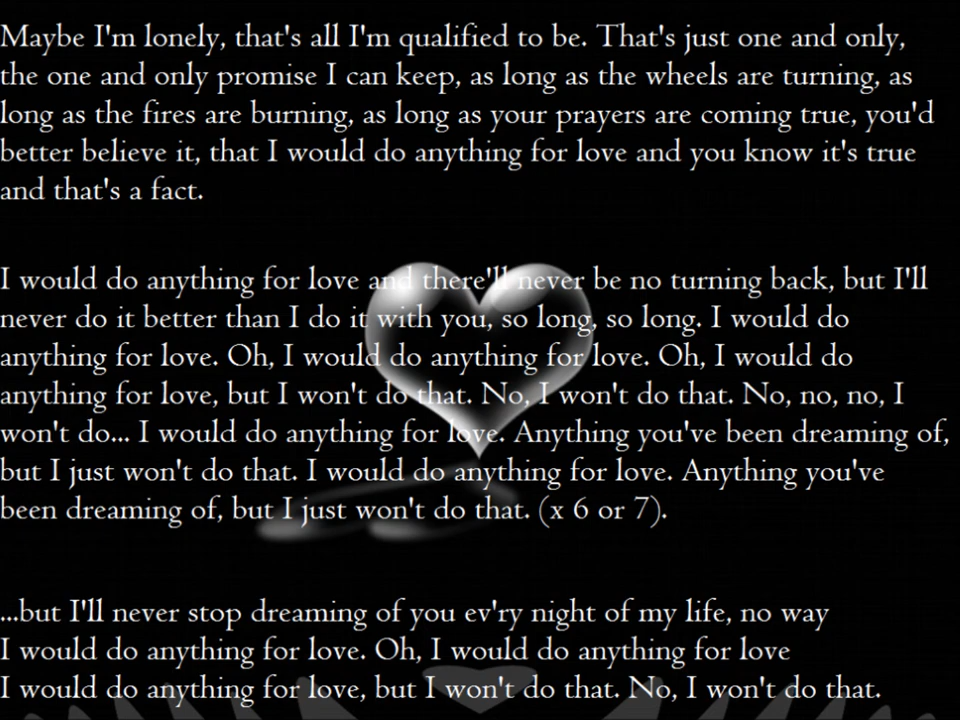 Maybe I'm lonely, that's all I'm qualified to be. That's just one and only,
the one and only promise I can keep, as long as the wheels are turning, as
long as the fires are burning, as long as your prayers are coming true, you'd
better believe it, that I would do anything for love and you know it's true
and that's a fact.
I would do anything for love and there'll never be no turning back, but I'll
never do it better than I do it with you, so long, so long. I would do
anything for love. Oh, I would do anything for love. Oh, I would do
anything for love, but I won't do that. No, I won't do that. No, no, no, I
won't do... I would do anything for love. Anything you've been dreaming of,
but I just won't do that. I would do anything for love. Anything you've
been dreaming of, but I just won't do that. (x 6 or 7).
...but I'll never stop dreaming of you ev'ry night of my life, no way
I would do anything for love. Oh, I would do anything for love
I would do anything for love, but I won't do that. No, I won't do that.